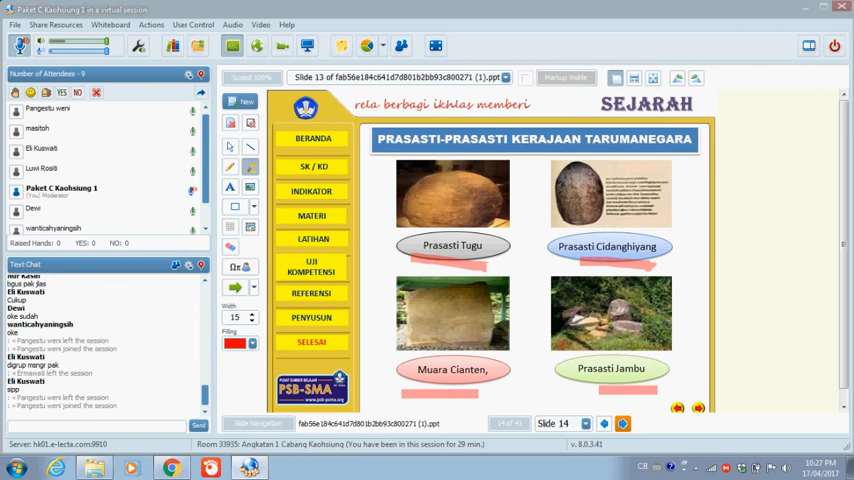 Paket C Kaohsiung 1 in a virtual session
File Share Resources Whiteboard Actions User Control Audio Video Help
Number of Attendees - 9
YES NO
Pangestu weni
masitoh
Eli Kuswati
Luwi Rositi
Paket C Kaohsiung 1
(You) Moderator
Dewi
wanticahyaningsih
Raised Hands: 0 YES: 0 NO: 0
Text Chat
Nur Kasah
bgus pak jlas
Eli Kuswati
Cukup
Dewi
oke sudah
wanticahyaningsih
oke
: « Pangestu weni left the session
: « Pangestu weni joined the session
Eli Kuswati
digrup msngr pak
: « Ermawati left the session
Eli Kuswati
sipp
: « Pangestu weni left the session
: « Pangestu weni joined the session
Send
Scaled 100%
Slide 13 of fab56e184c641d7d801b2bb93c800271 (1).ppt
Markup Visible
New
Width
15
Filling
rela berbagi ikhlas memberi
SEJARAH
BERANDA
SK / KD
INDIKATOR
MATERI
LATIHAN
UJI
KOMPETENSI
REFERENSI
PENYUSUN
SELESAI
PUSAT SUMBER BELAJAR
PSB-SMA
www.psb-psma.org
PRASASTI-PRASASTI KERAJAAN TARUMANEGARA
Prasasti Tugu
Prasasti Cidanghiyang
Muara Cianten,
Prasasti Jambu
Slide Navigation
fab56e184c641d7d801b2bb93c800271 (1).ppt
14 of 41
Slide 14
Server: hk01.e-lecta.com:9910
Room 33935: Angkatan 1 Cabang Kaohsiung (You have been in this session for 29 min.)
v. 8.0.3.41
CH
10:27 PM
17/04/2017